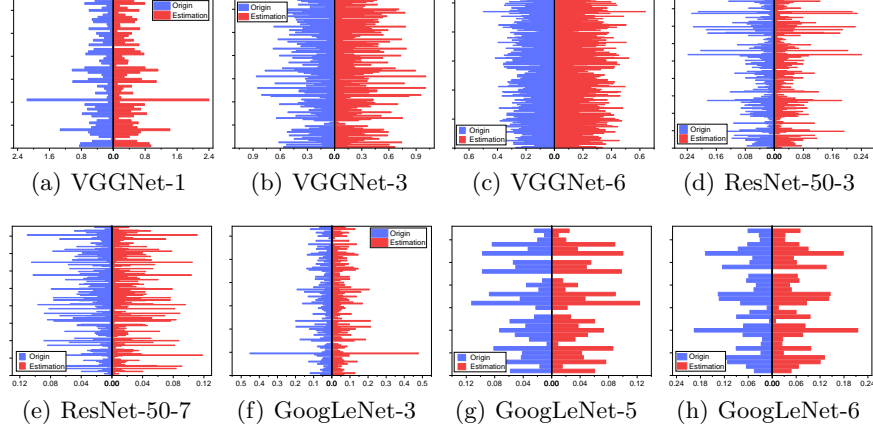 Origin
Estimation
2.4 1.6 0.8 0.0 0.8 1.6 2.4
(a) VGGNet-1
Origin
Estimation
0.9 0.6 0.3 0.0 0.3 0.6 0.9
(b) VGGNet-3
Origin
Estimation
0.6 0.4 0.2 0.0 0.2 0.4 0.6
(c) VGGNet-6
Origin
Estimation
0.24 0.16 0.08 0.00 0.08 0.16 0.24
(d) ResNet-50-3
Origin
Estimation
0.12 0.08 0.04 0.00 0.04 0.08 0.12
(e) ResNet-50-7
Origin
Estimation
0.5 0.4 0.3 0.2 0.1 0.0 0.1 0.2 0.3 0.4 0.5
(f) GoogLeNet-3
Origin
Estimation
0.12 0.08 0.04 0.00 0.04 0.08 0.12
(g) GoogLeNet-5
Origin
Estimation
0.24 0.18 0.12 0.06 0.00 0.06 0.12 0.18 0.24
(h) GoogLeNet-6